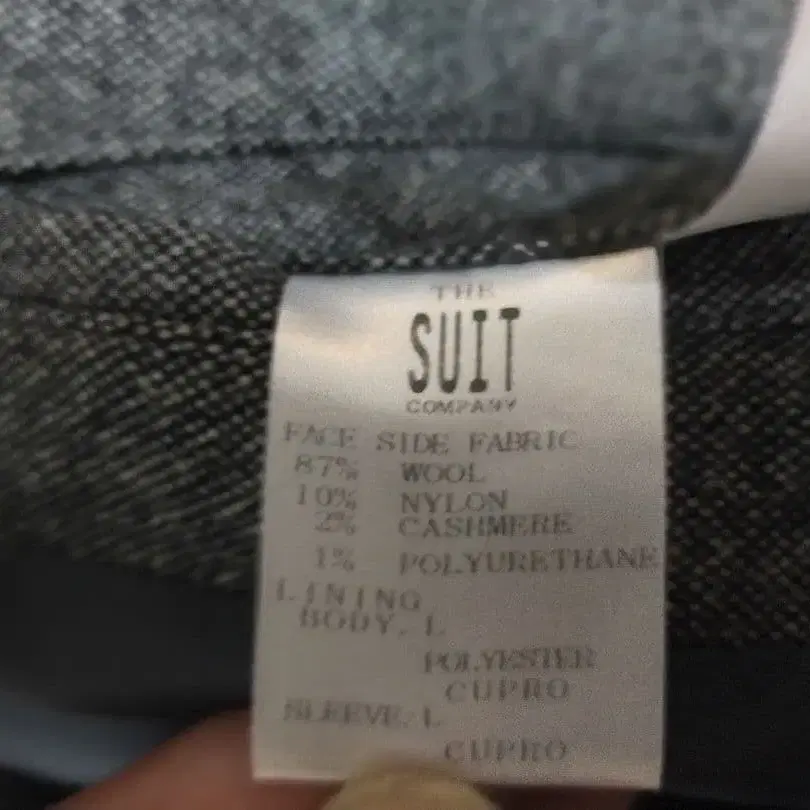 THE
SUIT
COMPANY
FACE SIDE FABRIC
87% WOOL
10% NYLON
2% CASHMERE
1% POLYURETHANE
LINING
BODY. L
POLYESTER
CUPRO
SLEEVE. L
CUPRO